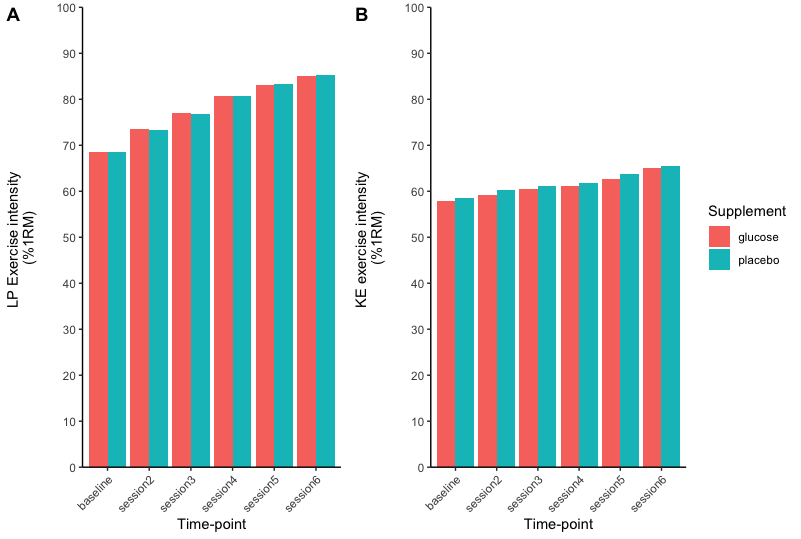 A
100
90
80
70
60
50
40
30
20
10
0
LP Exercise intensity
(%1RM)
baseline
session2
session3
session4
session5
session6
Time-point
B
100
90
80
70
60
50
40
30
20
10
0
KE exercise intensity
(%1RM)
baseline
session2
session3
session4
session5
session6
Time-point
Supplement
glucose
placebo